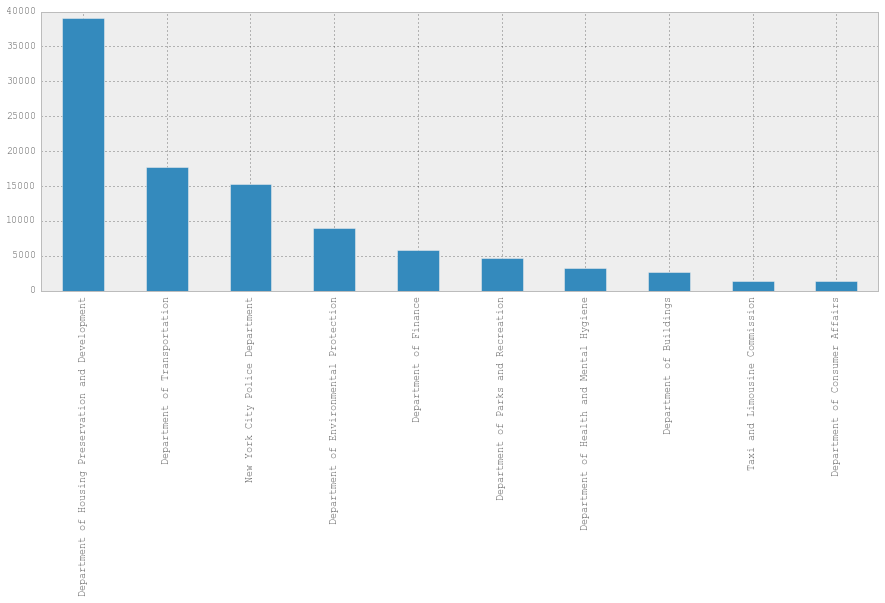 40000
35000
30000
25000
20000
15000
10000
5000
0
Department of Housing Preservation and Development
Department of Transportation
New York City Police Department
Department of Environmental Protection
Department of Finance
Department of Parks and Recreation
Department of Health and Mental Hygiene
Department of Buildings
Taxi and Limousine Commission
Department of Consumer Affairs